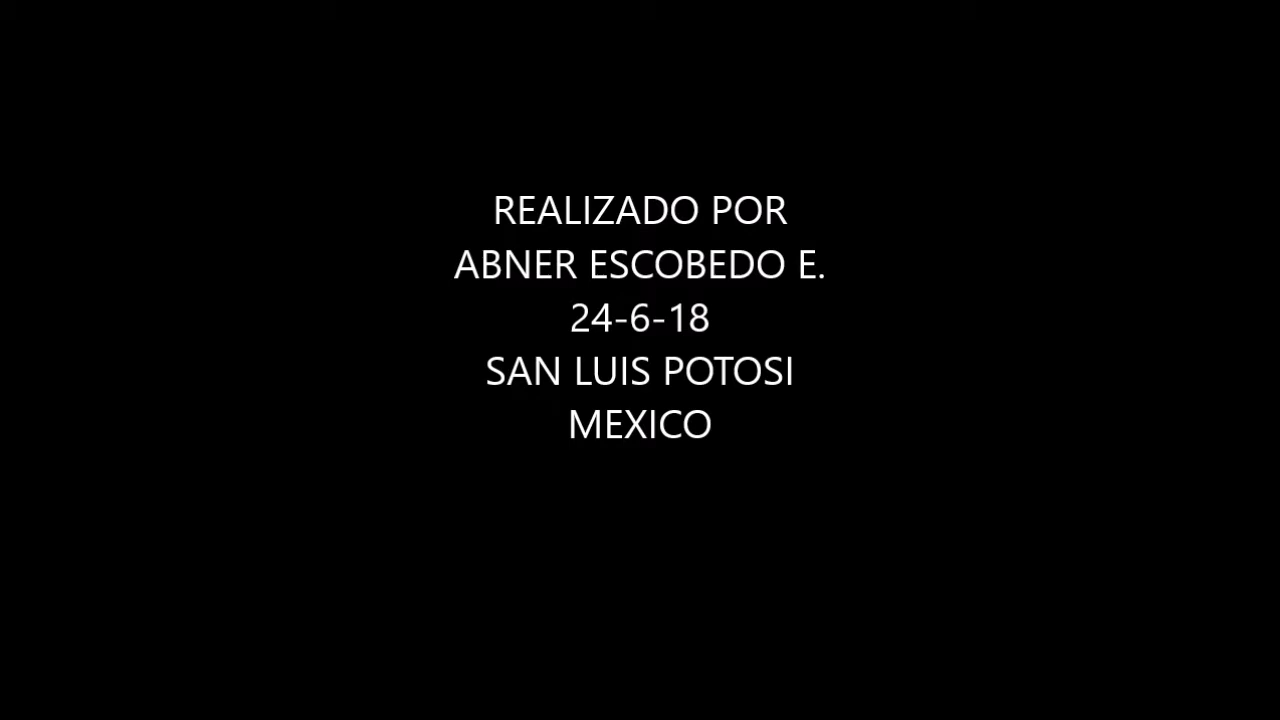 REALIZADO POR
ABNER ESCOBEDO E.
24-6-18
SAN LUIS POTOSI
MEXICO